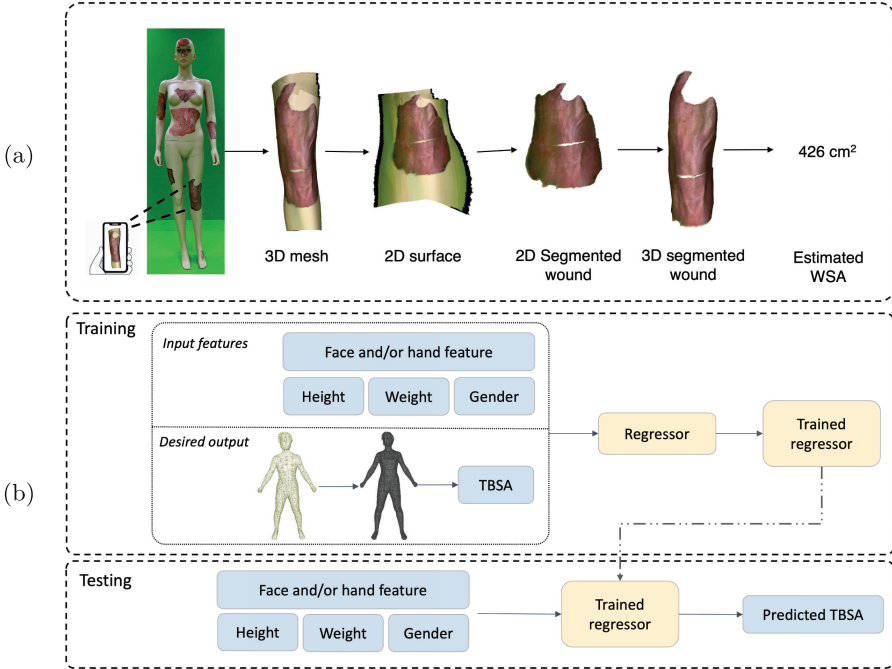 (a)
3D mesh
2D surface
2D Segmented
wound
3D segmented
wound
426 cm²
Estimated
WSA
(b)
Training
Input features
Face and/or hand feature
Height
Weight
Gender
Desired output
TBSA
Regressor
Trained
regressor
Testing
Face and/or hand feature
Height
Weight
Gender
Trained
regressor
Predicted TBSA